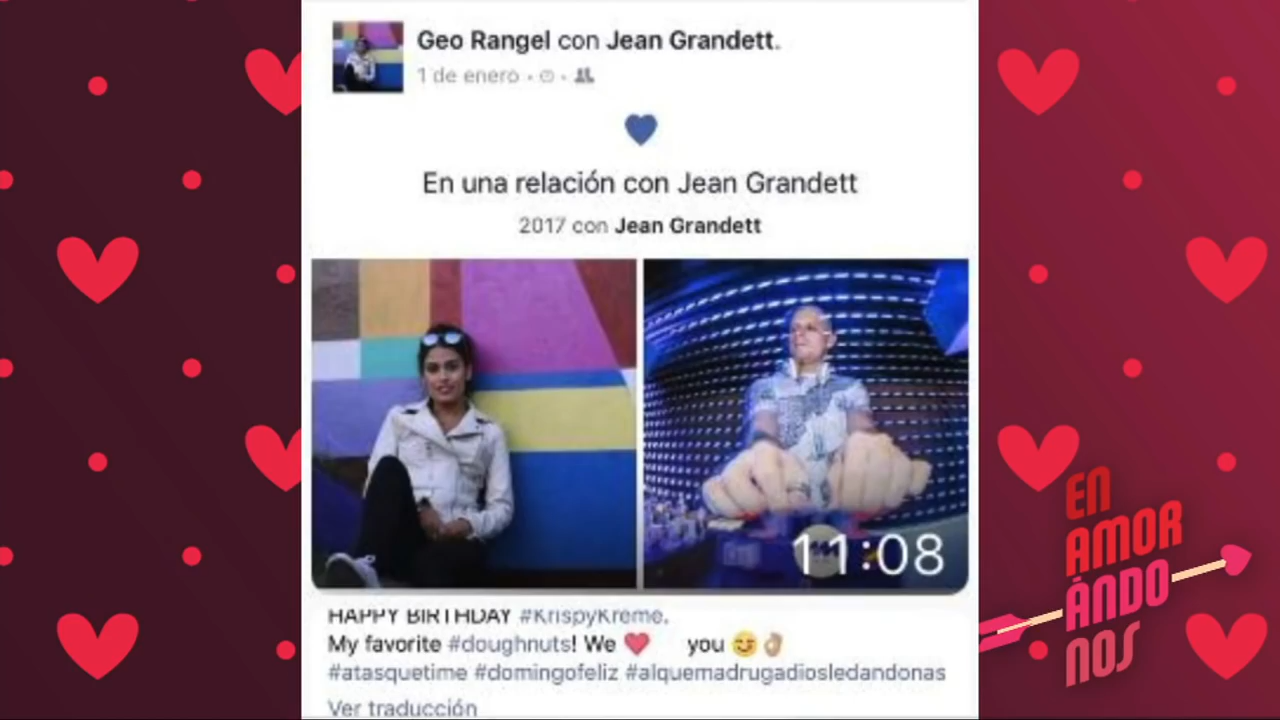 Geo Rangel con Jean Grandett.
1 de enero
En una relación con Jean Grandett
2017 con Jean Grandett
11:08
HAPPY BIRTHDAY #KrispyKreme.
My favorite #doughnuts! We ❤️ you 😊👌
#atasquetime #domingofeliz #alquemadrugadiosledandonas
Ver traducción
EN
AMOR
ÁNDO
NOS